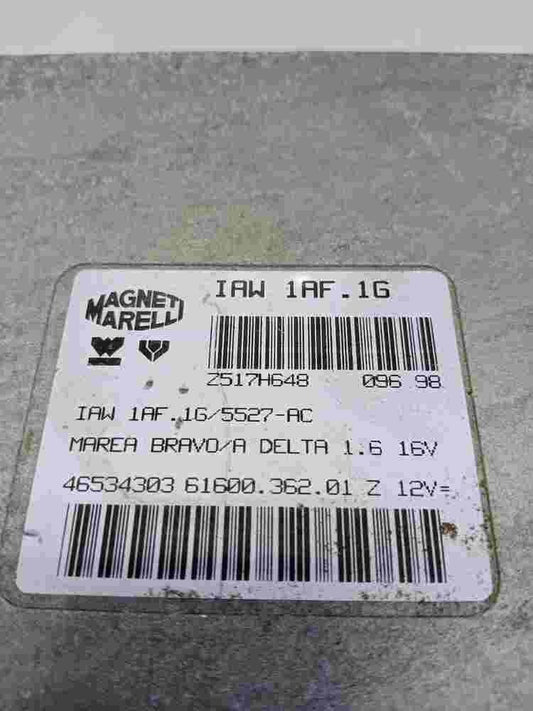 IAW 1AF.1G
MAGNETI
MARELLI
Z517H648 096 98
IAW 1AF.1G/5527-AC
MAREA BRAVO/A DELTA 1.6 16V
46534303 61600.362.01 Z 12V=